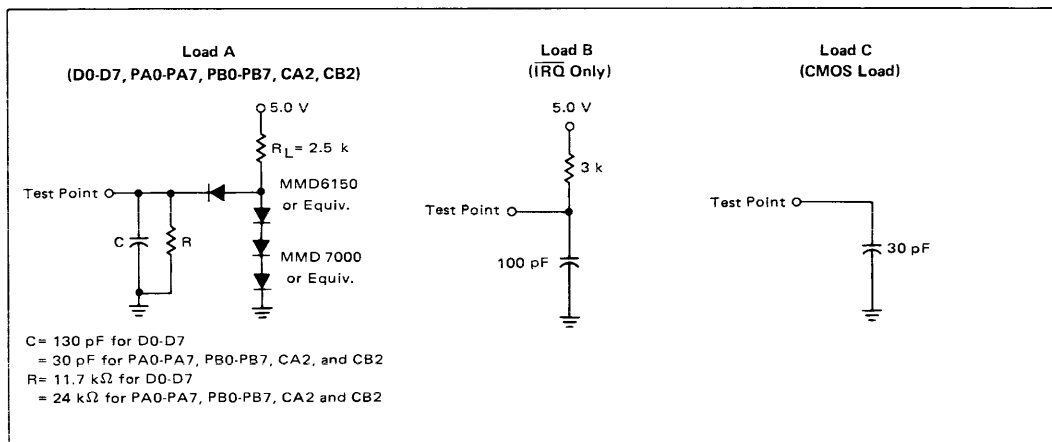 Load A
(D0-D7, PA0-PA7, PB0-PB7, CA2, CB2)
5.0 V
RL = 2.5 k
Test Point
MMD6150
or Equiv.
C
R
MMD 7000
or Equiv.
C= 130 pF for D0-D7
= 30 pF for PA0-PA7, PB0-PB7, CA2, and CB2
R= 11.7 kΩ for D0-D7
= 24 kΩ for PA0-PA7, PB0-PB7, CA2 and CB2
Load B
(I̅R̅Q̅ Only)
5.0 V
3 k
Test Point
100 pF
Load C
(CMOS Load)
Test Point
30 pF